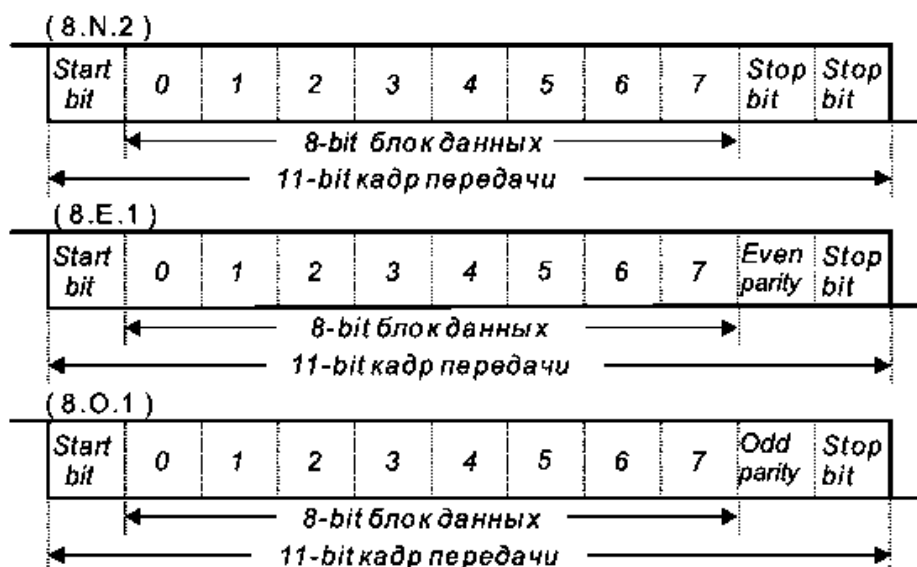 (8.N.2)
Start bit 0 1 2 3 4 5 6 7 Stop bit Stop bit
8-bit блок данных
11-bit кадр передачи
(8.E.1)
Start bit 0 1 2 3 4 5 6 7 Even parity Stop bit
8-bit блок данных
11-bit кадр передачи
(8.O.1)
Start bit 0 1 2 3 4 5 6 7 Odd parity Stop bit
8-bit блок данных
11-bit кадр передачи